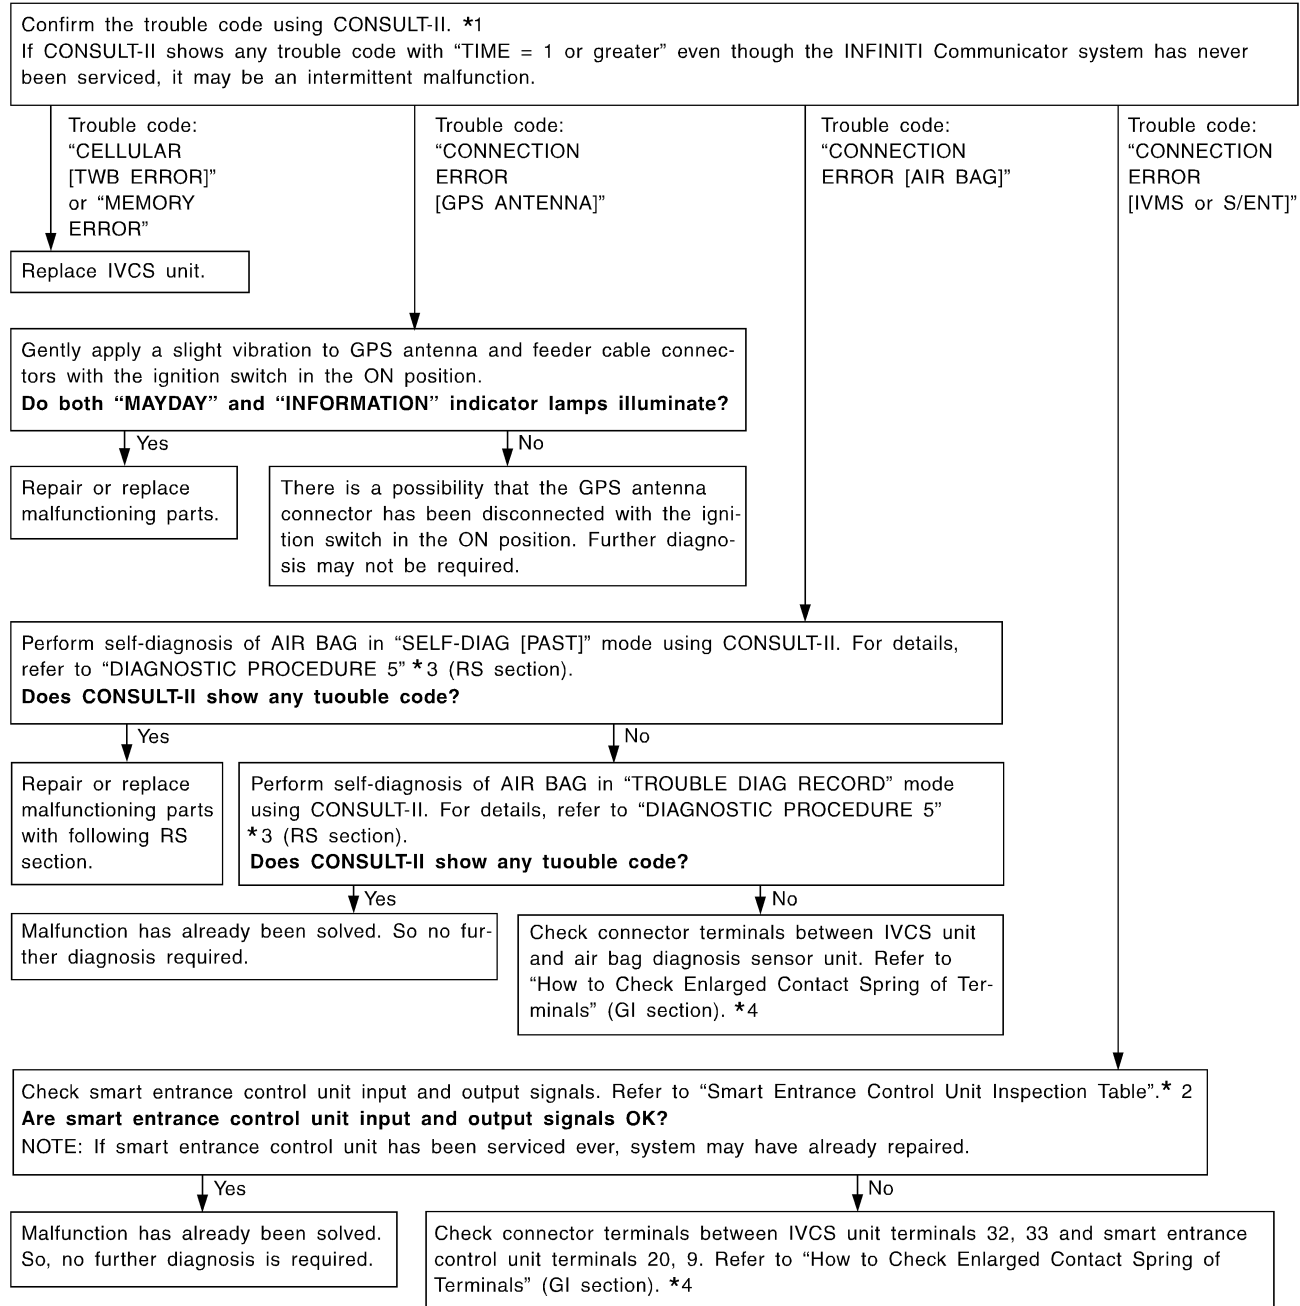 Confirm the trouble code using CONSULT-II. *1
If CONSULT-II shows any trouble code with “TIME = 1 or greater” even though the INFINITI Communicator system has never
been serviced, it may be an intermittent malfunction.
Trouble code:
“CELLULAR
[TWB ERROR]”
or “MEMORY
ERROR”
Trouble code:
“CONNECTION
ERROR
[GPS ANTENNA]”
Trouble code:
“CONNECTION
ERROR [AIR BAG]”
Trouble code:
“CONNECTION
ERROR
[IVMS or S/ENT]”
Replace IVCS unit.
Gently apply a slight vibration to GPS antenna and feeder cable connec-
tors with the ignition switch in the ON position.
Do both “MAYDAY” and “INFORMATION” indicator lamps illuminate?
Yes
No
Repair or replace
malfunctioning parts.
There is a possibility that the GPS antenna
connector has been disconnected with the igni-
tion switch in the ON position. Further diagno-
sis may not be required.
Perform self-diagnosis of AIR BAG in “SELF-DIAG [PAST]” mode using CONSULT-II. For details,
refer to “DIAGNOSTIC PROCEDURE 5” *3 (RS section).
Does CONSULT-II show any tuouble code?
Yes
No
Repair or replace
malfunctioning parts
with following RS
section.
Perform self-diagnosis of AIR BAG in “TROUBLE DIAG RECORD” mode
using CONSULT-II. For details, refer to “DIAGNOSTIC PROCEDURE 5”
*3 (RS section).
Does CONSULT-II show any tuouble code?
Yes
No
Malfunction has already been solved. So no fur-
ther diagnosis required.
Check connector terminals between IVCS unit
and air bag diagnosis sensor unit. Refer to
“How to Check Enlarged Contact Spring of Ter-
minals” (GI section). *4
Check smart entrance control unit input and output signals. Refer to “Smart Entrance Control Unit Inspection Table”.* 2
Are smart entrance control unit input and output signals OK?
NOTE: If smart entrance control unit has been serviced ever, system may have already repaired.
Yes
No
Malfunction has already been solved.
So, no further diagnosis is required.
Check connector terminals between IVCS unit terminals 32, 33 and smart entrance
control unit terminals 20, 9. Refer to “How to Check Enlarged Contact Spring of
Terminals” (GI section). *4